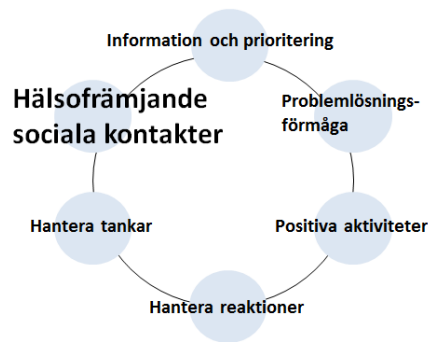 Information och prioritering
Hälsofrämjande
sociala kontakter
Problemlösnings-
förmåga
Hantera tankar
Positiva aktiviteter
Hantera reaktioner